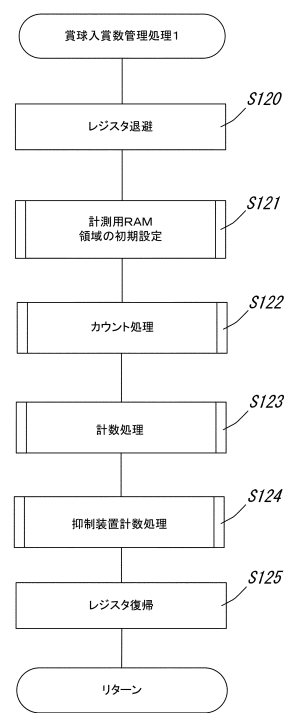 賞球入賞数管理処理１
S120
レジスタ退避
S121
計測用RAM
領域の初期設定
S122
カウント処理
S123
計数処理
S124
抑制装置計数処理
S125
レジスタ復帰
リターン